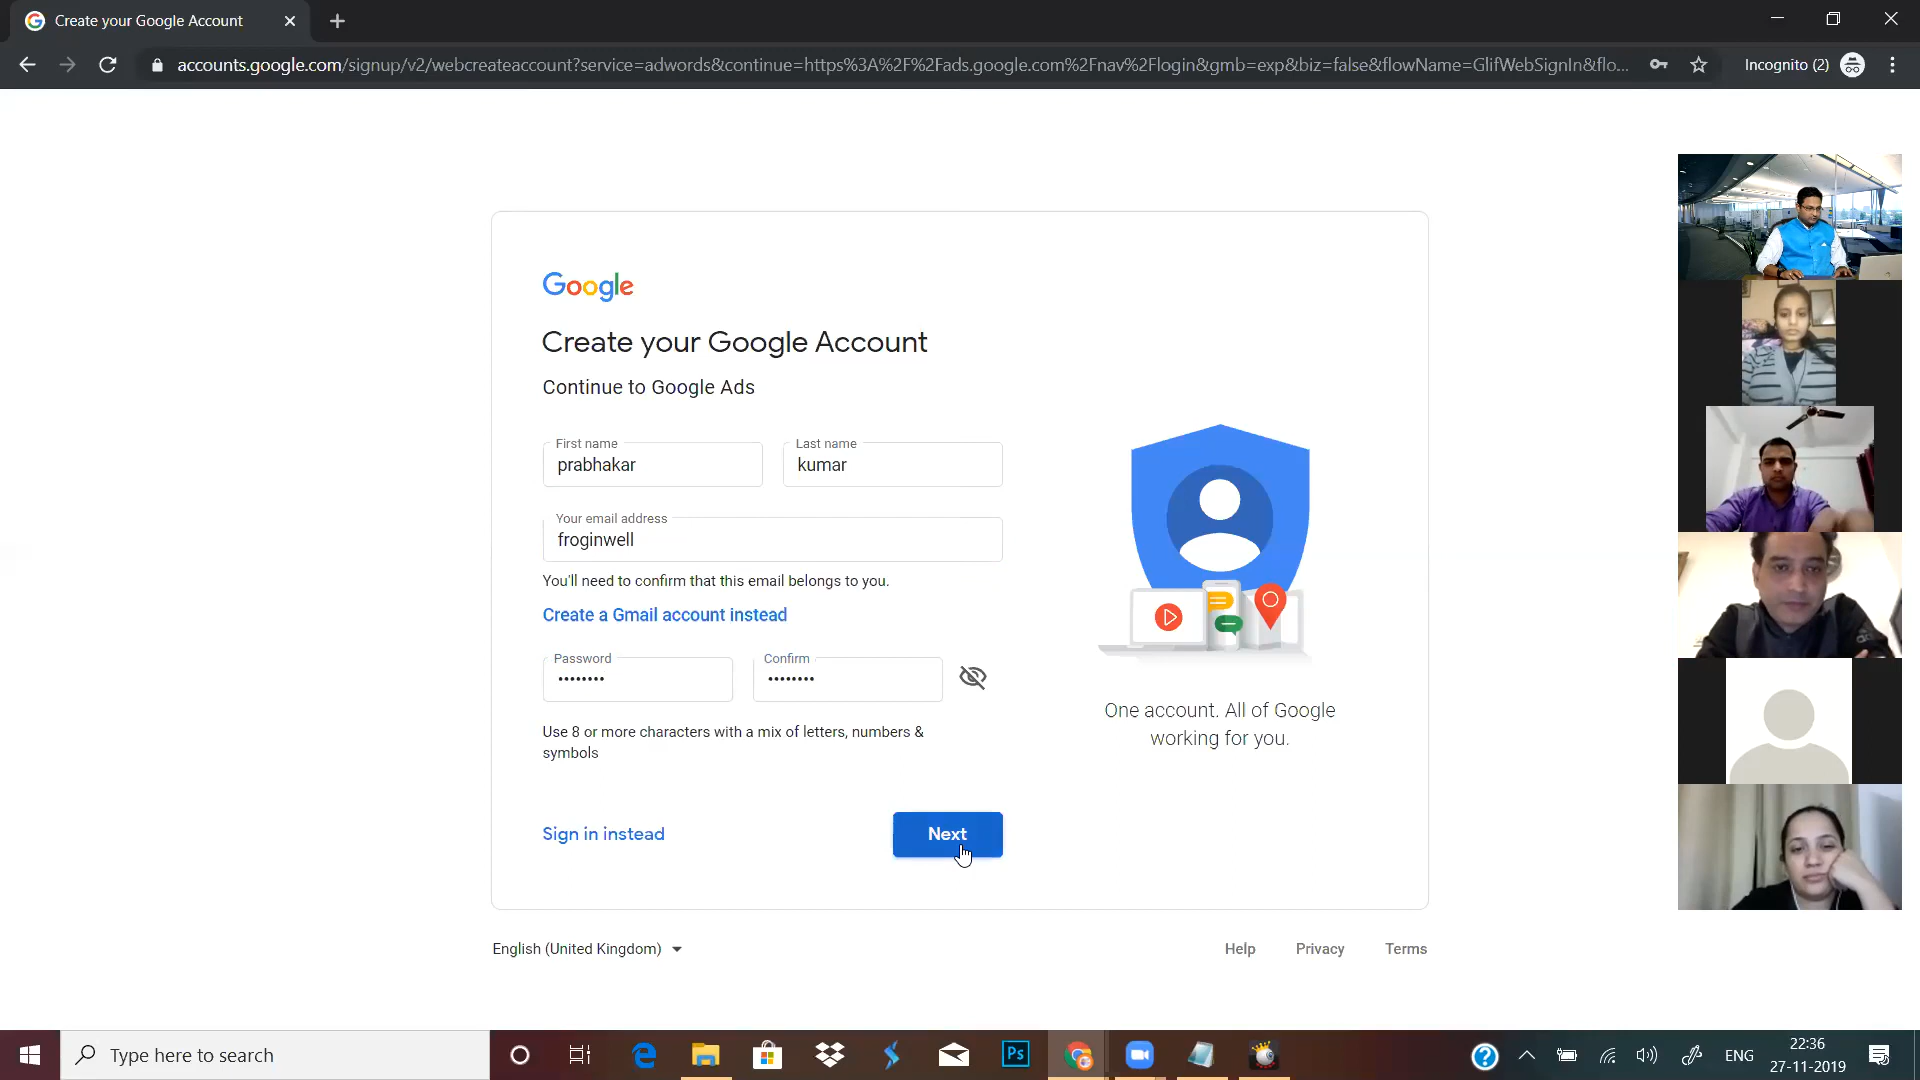 Create your Google Account
accounts.google.com/signup/v2/webcreateaccount?service=adwords&continue=https%3A%2F%2Fads.google.com%2Fnav%2Flogin&gmb=exp&biz=false&flowName=GlifWebSignIn&flo...
Incognito (2)
Google
Create your Google Account
Continue to Google Ads
First name
prabhakar
Last name
kumar
Your email address
froginwell
You'll need to confirm that this email belongs to you.
Create a Gmail account instead
Password
Confirm
Use 8 or more characters with a mix of letters, numbers &
symbols
Sign in instead
Next
One account. All of Google
working for you.
English (United Kingdom)
Help
Privacy
Terms
Type here to search
Ps
ENG
22:36
27-11-2019